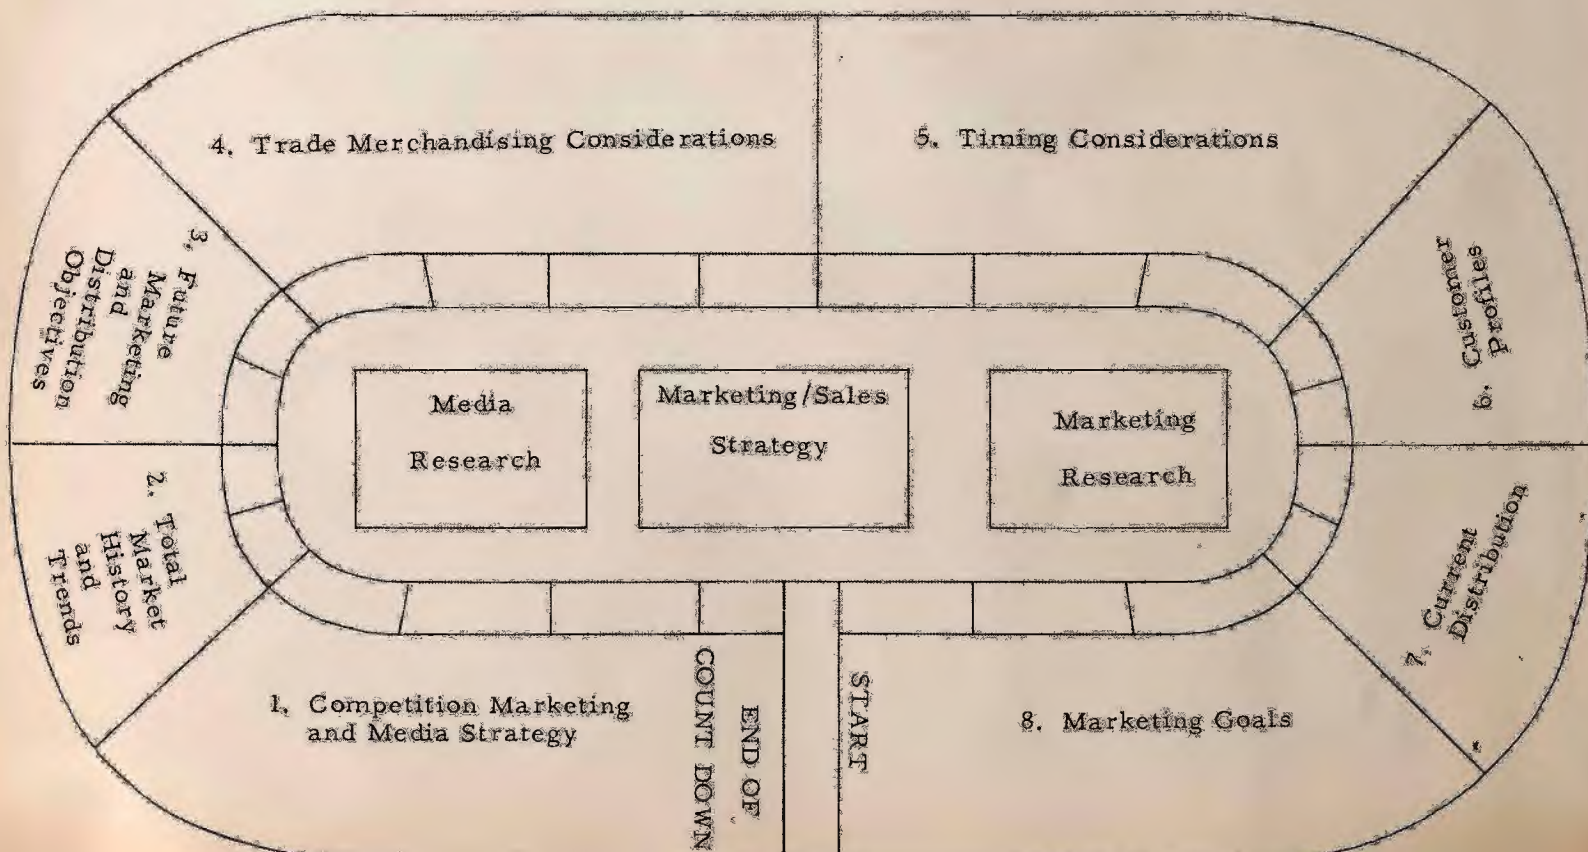 4. Trade Merchandising Considerations
5. Timing Considerations
3. Future
Marketing
and
Distribution
Objectives
6. Customer
Profiles
Media
Research
Marketing/Sales
Strategy
Marketing
Research
2. Total
Market
History
and
Trends
7. Current
Distribution
1. Competition Marketing
and Media Strategy
END OF
COUNT DOWN
START
8. Marketing Goals